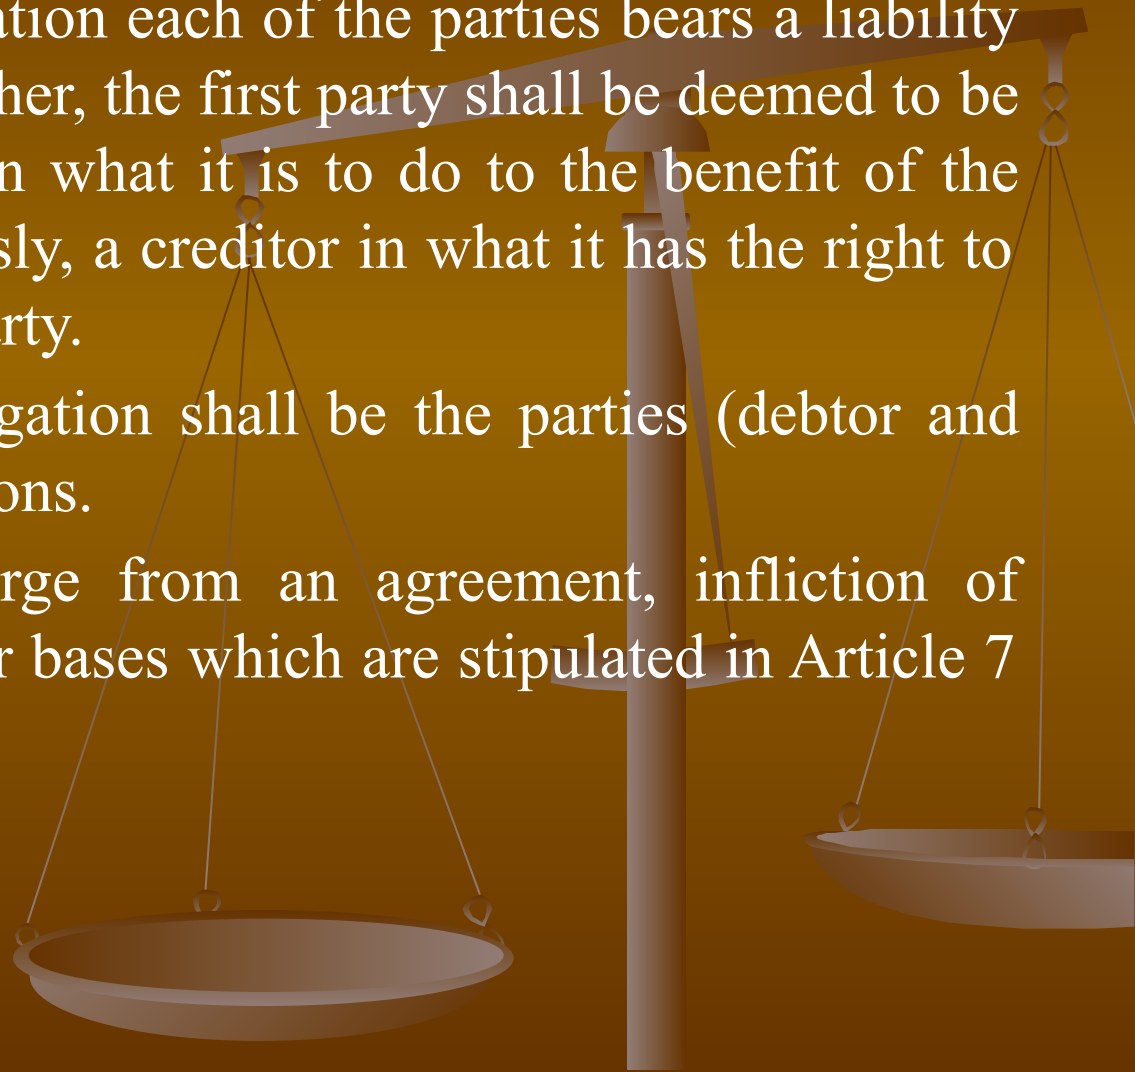 ation each of the parties bears a liability
her, the first party shall be deemed to be
n what it is to do to the benefit of the
sly, a creditor in what it has the right to
rty.
gation shall be the parties (debtor and
ons.
rge from an agreement, infliction of
r bases which are stipulated in Article 7